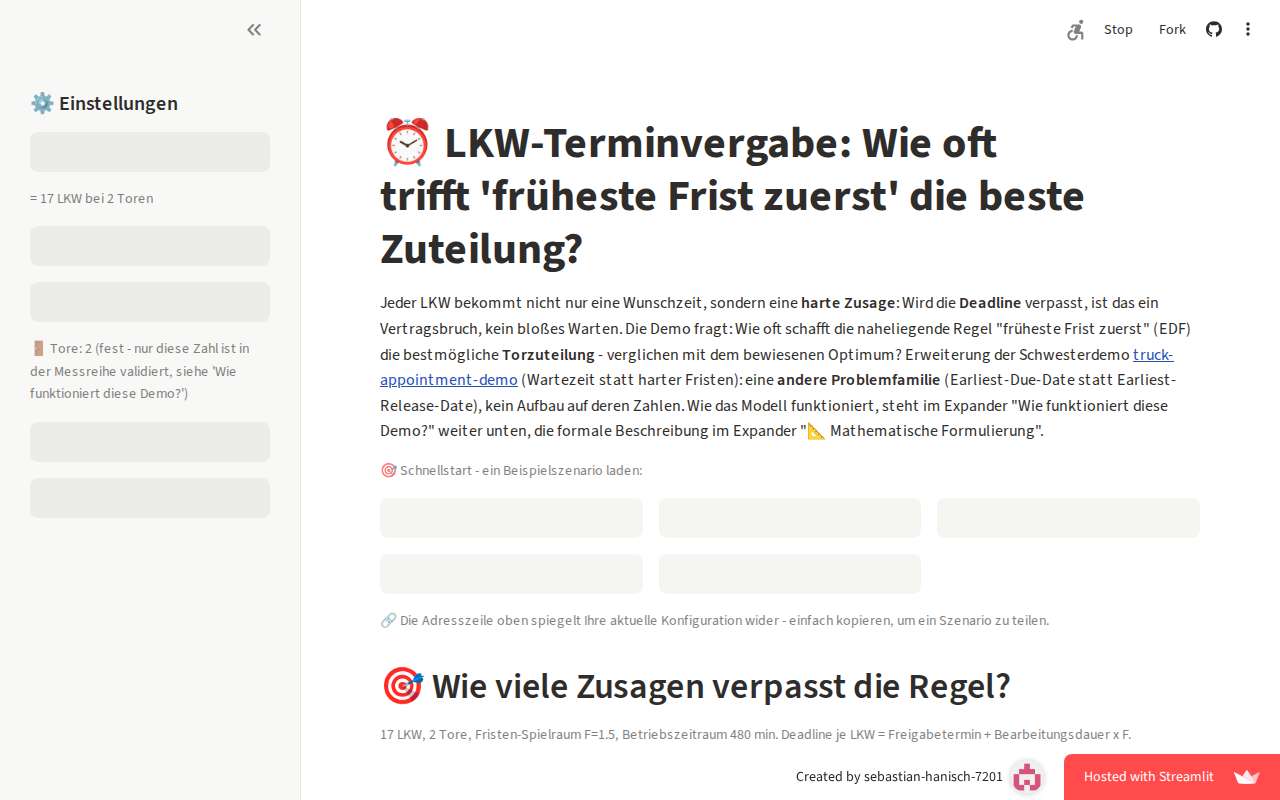 Stop
Fork
⚙️ Einstellungen
= 17 LKW bei 2 Toren
🚪 Tore: 2 (fest - nur diese Zahl ist in
der Messreihe validiert, siehe 'Wie
funktioniert diese Demo?')
⏰ LKW-Terminvergabe: Wie oft
trifft 'früheste Frist zuerst' die beste
Zuteilung?
Jeder LKW bekommt nicht nur eine Wunschzeit, sondern eine harte Zusage: Wird die Deadline verpasst, ist das ein
Vertragsbruch, kein bloßes Warten. Die Demo fragt: Wie oft schafft die naheliegende Regel "früheste Frist zuerst" (EDF)
die bestmögliche Torzuteilung - verglichen mit dem bewiesenen Optimum? Erweiterung der Schwesterdemo truck-
appointment-demo (Wartezeit statt harter Fristen): eine andere Problemfamilie (Earliest-Due-Date statt Earliest-
Release-Date), kein Aufbau auf deren Zahlen. Wie das Modell funktioniert, steht im Expander "Wie funktioniert diese
Demo?" weiter unten, die formale Beschreibung im Expander "📐 Mathematische Formulierung".
🎯 Schnellstart - ein Beispielszenario laden:
🔗 Die Adresszeile oben spiegelt Ihre aktuelle Konfiguration wider - einfach kopieren, um ein Szenario zu teilen.
🎯 Wie viele Zusagen verpasst die Regel?
17 LKW, 2 Tore, Fristen-Spielraum F=1.5, Betriebszeitraum 480 min. Deadline je LKW = Freigabetermin + Bearbeitungsdauer x F.
Created by sebastian-hanisch-7201
Hosted with Streamlit